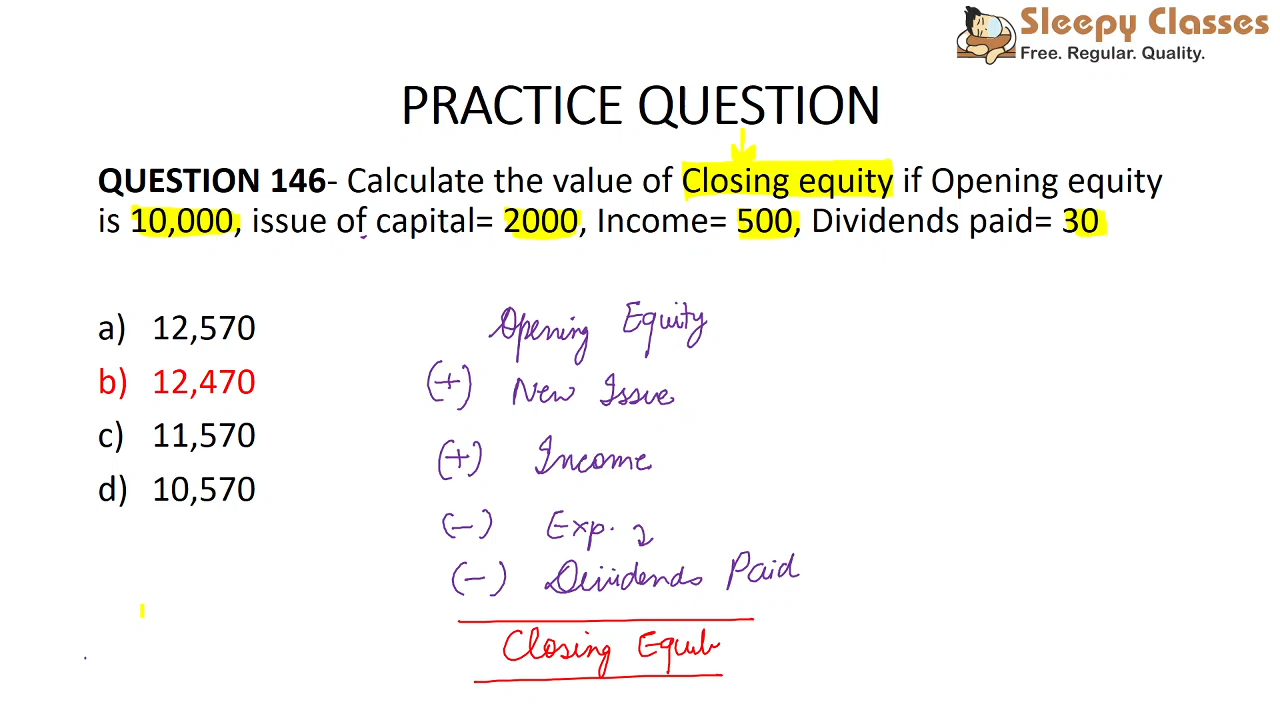 Sleepy Classes
Free. Regular. Quality.
PRACTICE QUESTION
QUESTION 146- Calculate the value of Closing equity if Opening equity
is 10,000, issue of capital= 2000, Income= 500, Dividends paid= 30
a) 12,570
b) 12,470
c) 11,570
d) 10,570
Opening Equity
(+) New Issue
(+) Income
(-) Exp.
(-) Dividends Paid
Closing